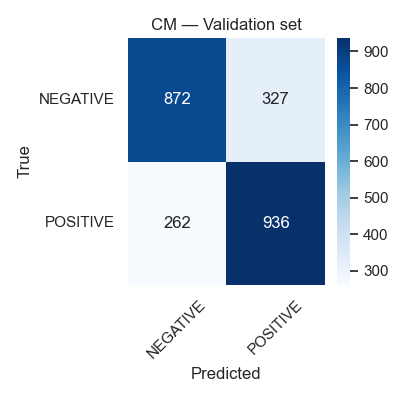 CM — Validation set
NEGATIVE 872 327
POSITIVE 262 936
True
NEGATIVE POSITIVE
Predicted
900
800
700
600
500
400
300